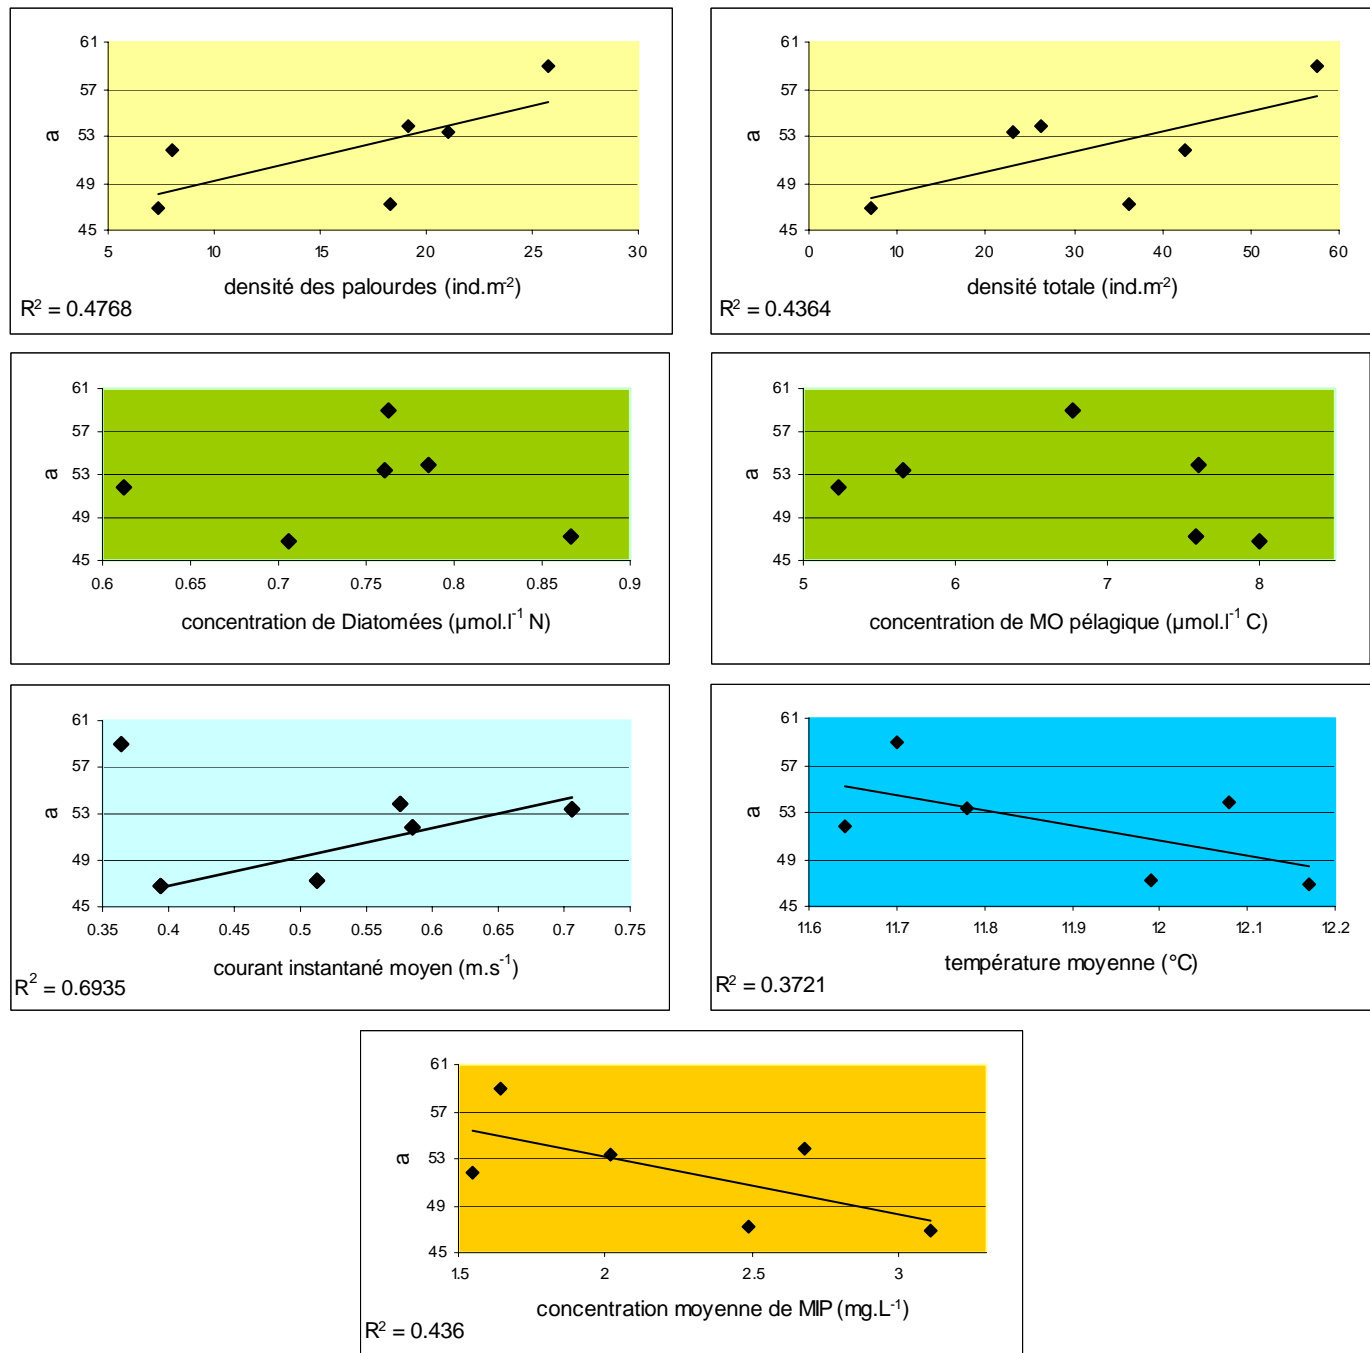 61
57
53
49
45
a
5 10 15 20 25 30
densité des palourdes (ind.m²)
R² = 0.4768
61
57
53
49
45
a
0 10 20 30 40 50 60
densité totale (ind.m²)
R² = 0.4364
61
57
53
49
45
a
0.6 0.65 0.7 0.75 0.8 0.85 0.9
concentration de Diatomées (µmol.l⁻¹ N)
61
57
53
49
45
a
5 6 7 8
concentration de MO pélagique (µmol.l⁻¹ C)
61
57
53
49
45
a
0.35 0.4 0.45 0.5 0.55 0.6 0.65 0.7 0.75
courant instantané moyen (m.s⁻¹)
R² = 0.6935
61
57
53
49
45
a
11.6 11.7 11.8 11.9 12 12.1 12.2
température moyenne (°C)
R² = 0.3721
61
57
53
49
45
a
1.5 2 2.5 3
concentration moyenne de MIP (mg.L⁻¹)
R² = 0.436